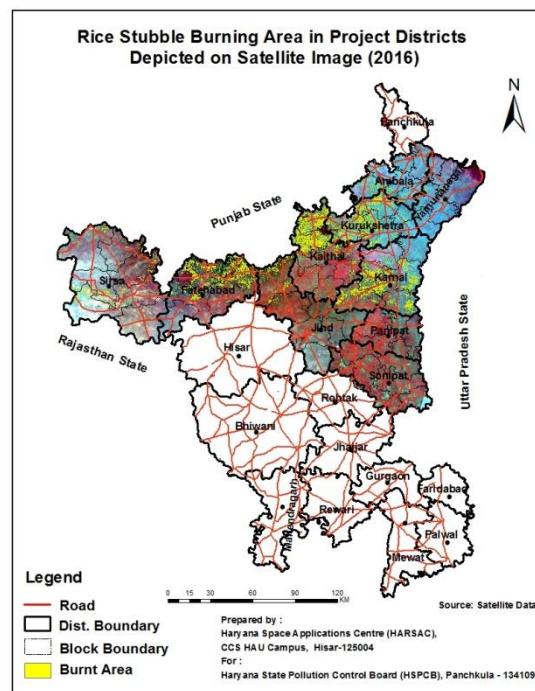 Rice Stubble Burning Area in Project Districts
Depicted on Satellite Image (2016)
N
Panchkula
Ambala
Yamunanagar
Punjab State
Kurukshetra
Kaithal
Karnal
Sirsa
Fatehabad
Jind
Panipat
Rajasthan State
Hisar
Sonipat
Uttar Pradesh State
Rohtak
Bhiwani
Jhajjar
Gurgaon
Faridabad
Mahendragarh
Rewari
Palwal
Mewat
Legend
Road
Dist. Boundary
Block Boundary
Burnt Area
0 15 30 60 90 120
KM
Source: Satellite Data
Prepared by :
Haryana Space Applications Centre (HARSAC),
CCS HAU Campus, Hisar-125004
For :
Haryana State Pollution Control Board (HSPCB), Panchkula - 134109